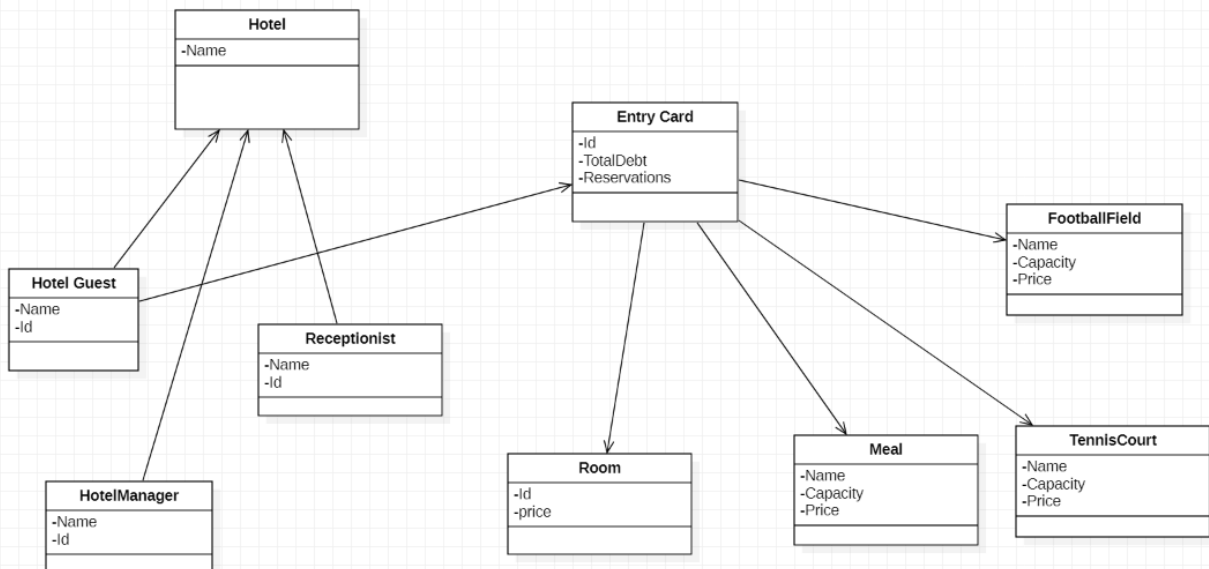 Hotel
-Name
Entry Card
-Id
-TotalDebt
-Reservations
FootballField
-Name
-Capacity
-Price
Hotel Guest
-Name
-Id
Receptionist
-Name
-Id
HotelManager
-Name
-Id
Room
-Id
-price
Meal
-Name
-Capacity
-Price
TennisCourt
-Name
-Capacity
-Price